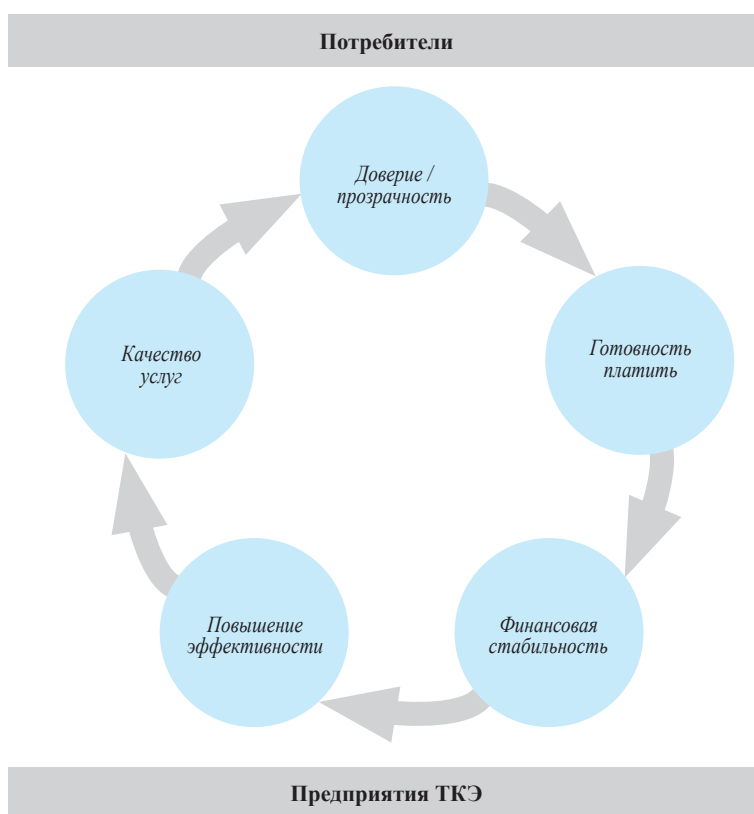 Потребители
Доверие /
прозрачность
Готовность
платить
Качество
услуг
Повышение
эффективности
Финансовая
стабильность
Предприятия ТКЭ